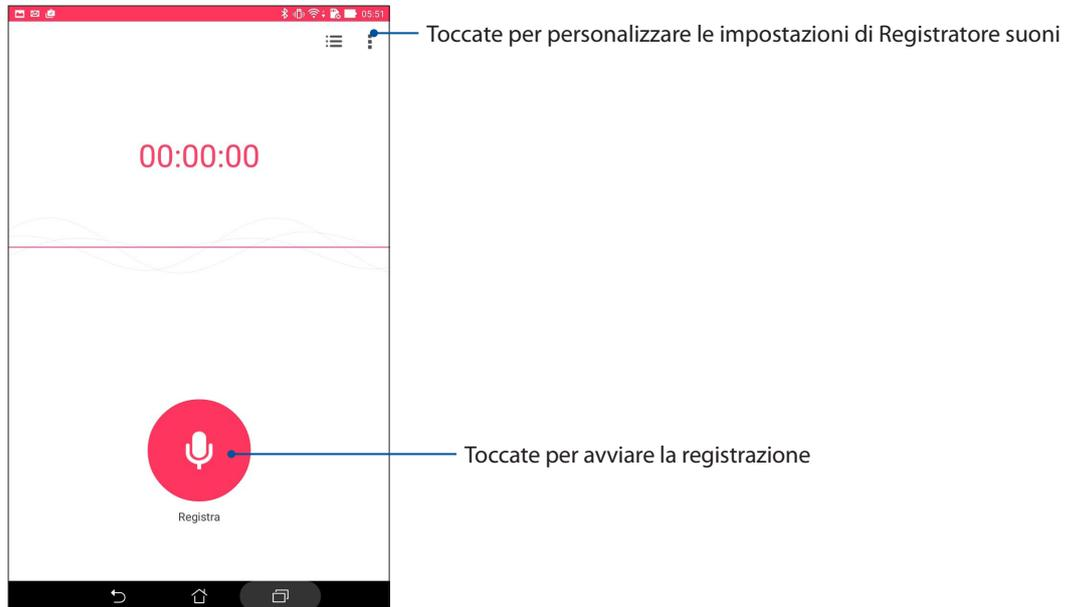 05:51
Toccate per personalizzare le impostazioni di Registratore suoni
00:00:00
Toccate per avviare la registrazione
Registra